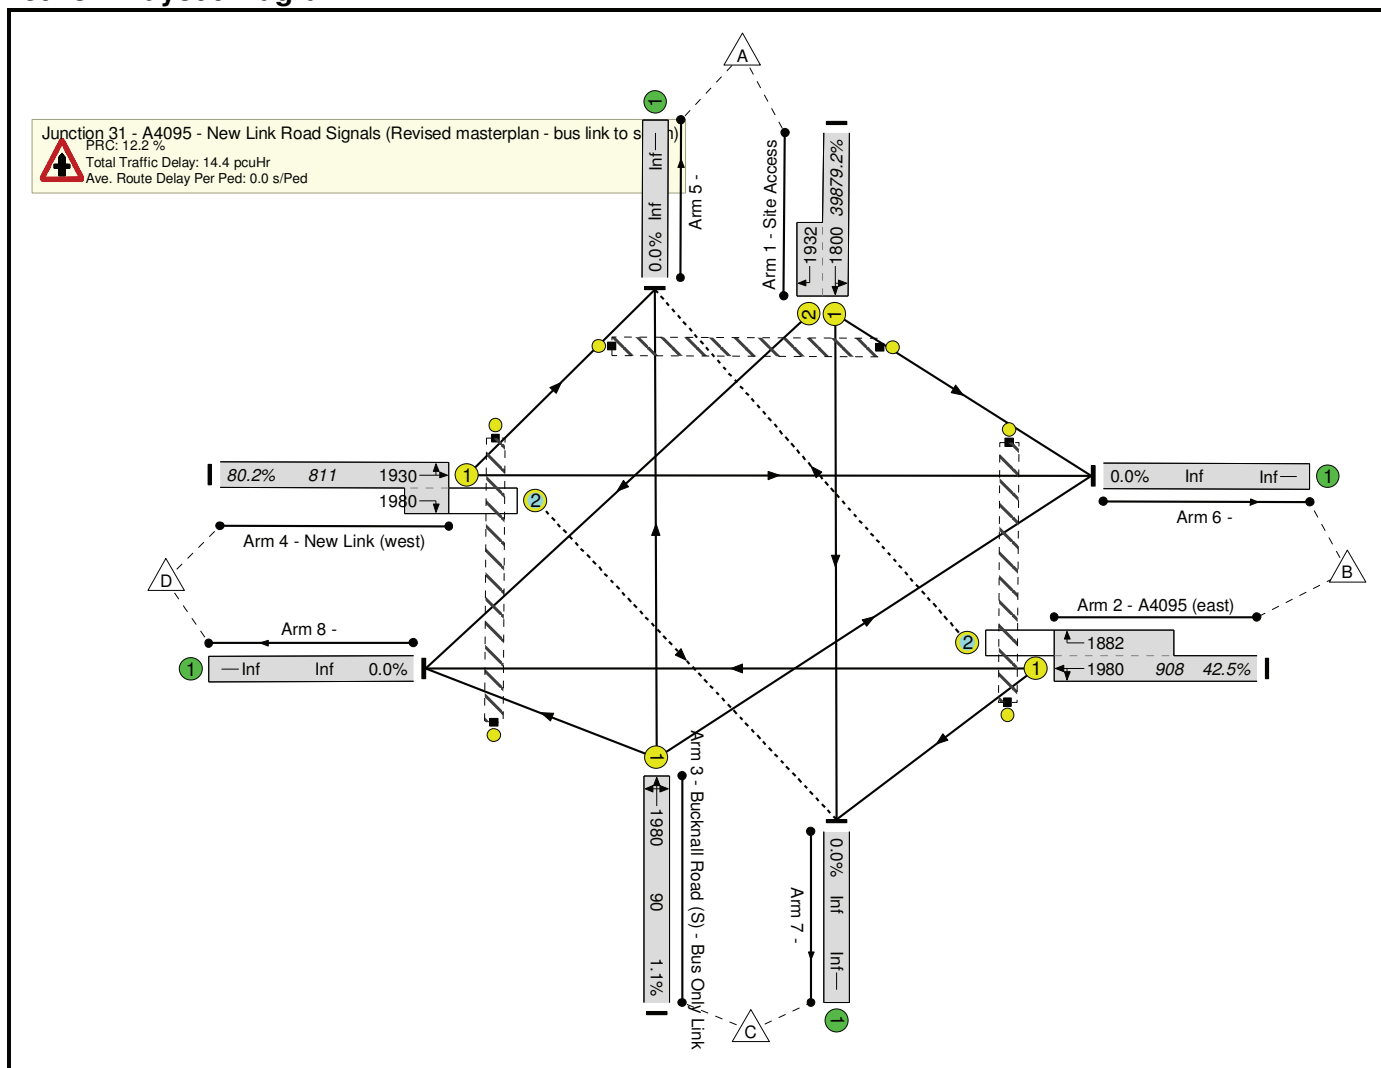 A
Junction 31 - A4095 - New Link Road Signals (Revised masterplan - bus link to s n)
PRC: 12.2 %
Total Traffic Delay: 14.4 pcuHr
Ave. Route Delay Per Ped: 0.0 s/Ped
1
0.0% Inf Inf
Arm 5 -
Arm 1 - Site Access
1932
1800 39879.2%
2
1
80.2% 811 1930
1980
1
2
Arm 4 - New Link (west)
0.0% Inf Inf
1
Arm 6 -
D
B
Arm 8 -
1
Inf Inf 0.0%
Arm 2 - A4095 (east)
2
1882
1
1980 908 42.5%
1
1980 90 1.1%
Arm 3 - Bucknall Road (S) - Bus Only Link
Arm 7 -
0.0% Inf Inf
1
C